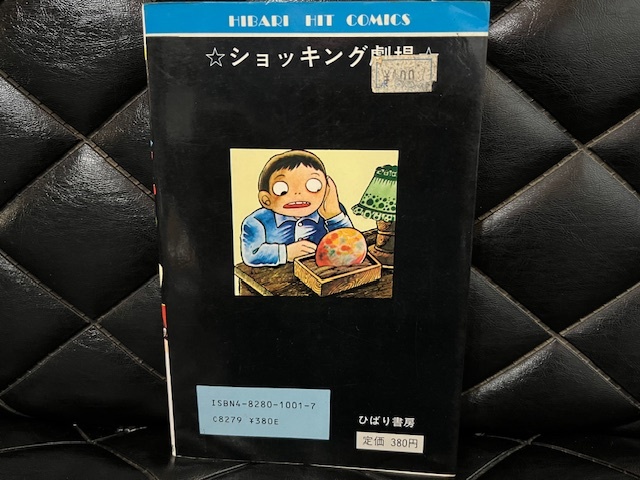 HIBARI HIT COMICS
☆ショッキング劇場☆
¥400
ISBN4-8280-1001-7
C8279 ¥380E
ひばり書房
定価 380円